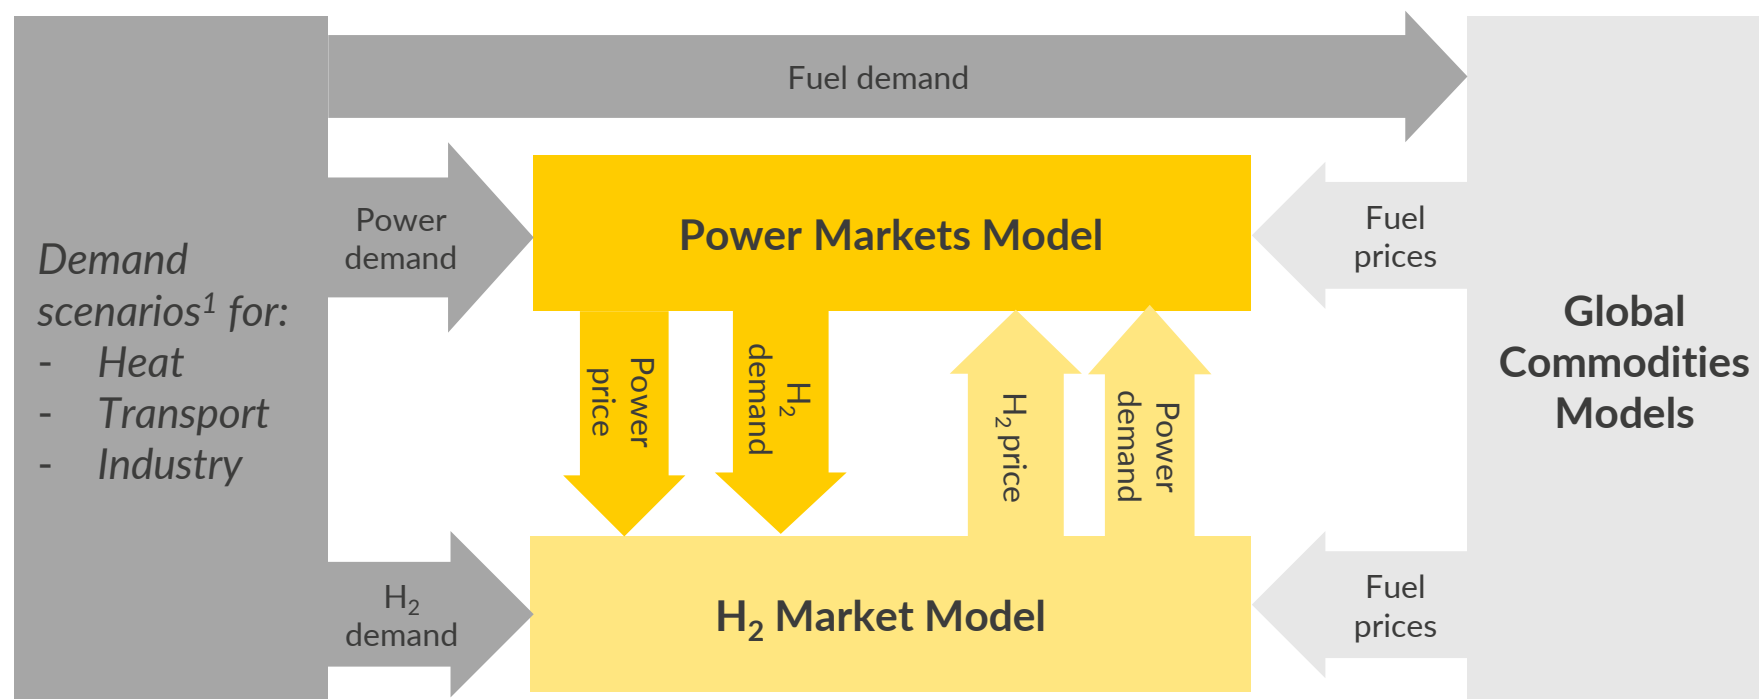 Fuel demand
Power
demand
Power Markets Model
Fuel
prices
Demand
scenarios¹ for:
- Heat
- Transport
- Industry
Global
Commodities
Models
Power
price
H₂
demand
H₂ price
Power
demand
H₂
demand
H₂ Market Model
Fuel
prices